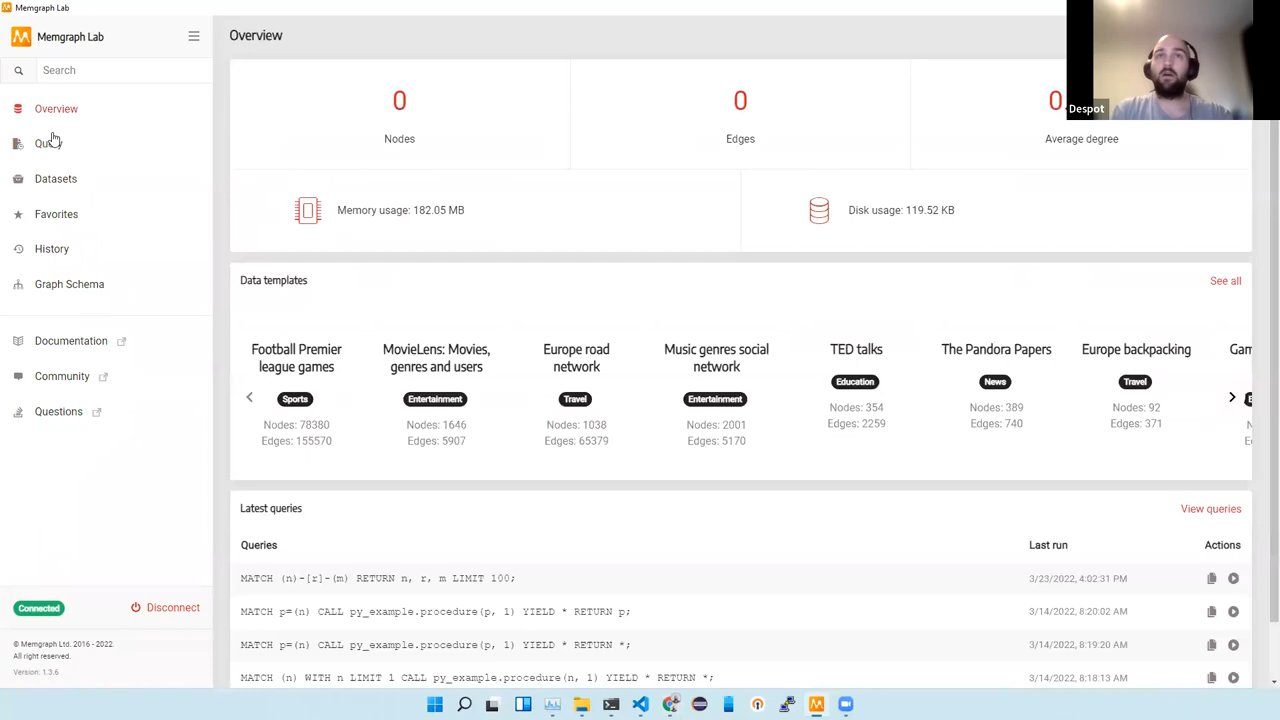 Memgraph Lab
Memgraph Lab
Overview
Despot
Search
Overview
Datasets
Favorites
History
Graph Schema
Documentation
Community
Questions
Connected
Disconnect
© Memgraph Ltd. 2016 - 2022.
All right reserved.
Version: 1.3.6
0
Nodes
0
Edges
0
Average degree
Memory usage: 182.05 MB
Disk usage: 119.52 KB
Data templates
See all
Football Premier
league games
Sports
Nodes: 78380
Edges: 155570
MovieLens: Movies,
genres and users
Entertainment
Nodes: 1646
Edges: 5907
Europe road
network
Travel
Nodes: 1038
Edges: 65379
Music genres social
network
Entertainment
Nodes: 2001
Edges: 5170
TED talks
Education
Nodes: 354
Edges: 2259
The Pandora Papers
News
Nodes: 389
Edges: 740
Europe backpacking
Travel
Nodes: 92
Edges: 371
Latest queries
View queries
Queries
Last run
Actions
MATCH (n)-[r]-(m) RETURN n, r, m LIMIT 100;
3/23/2022, 4:02:31 PM
MATCH p=(n) CALL py_example.procedure(p, 1) YIELD * RETURN p;
3/14/2022, 8:20:02 AM
MATCH p=(n) CALL py_example.procedure(p, 1) YIELD * RETURN *;
3/14/2022, 8:19:20 AM
MATCH (n) WITH n LIMIT 1 CALL py_example.procedure(n, 1) YIELD * RETURN *;
3/14/2022, 8:18:13 AM